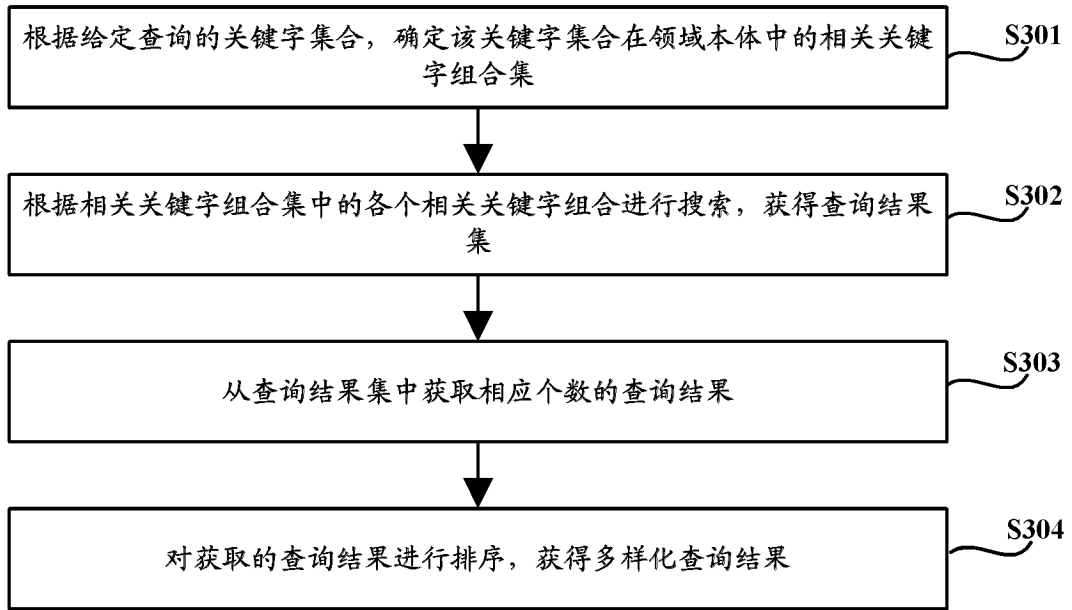 根据给定查询的关键字集合，确定该关键字集合在领域本体中的相关关键
字组合集
S301
根据相关关键字组合集中的各个相关关键字组合进行搜索，获得查询结果
集
S302
从查询结果集中获取相应个数的查询结果
S303
对获取的查询结果进行排序，获得多样化查询结果
S304